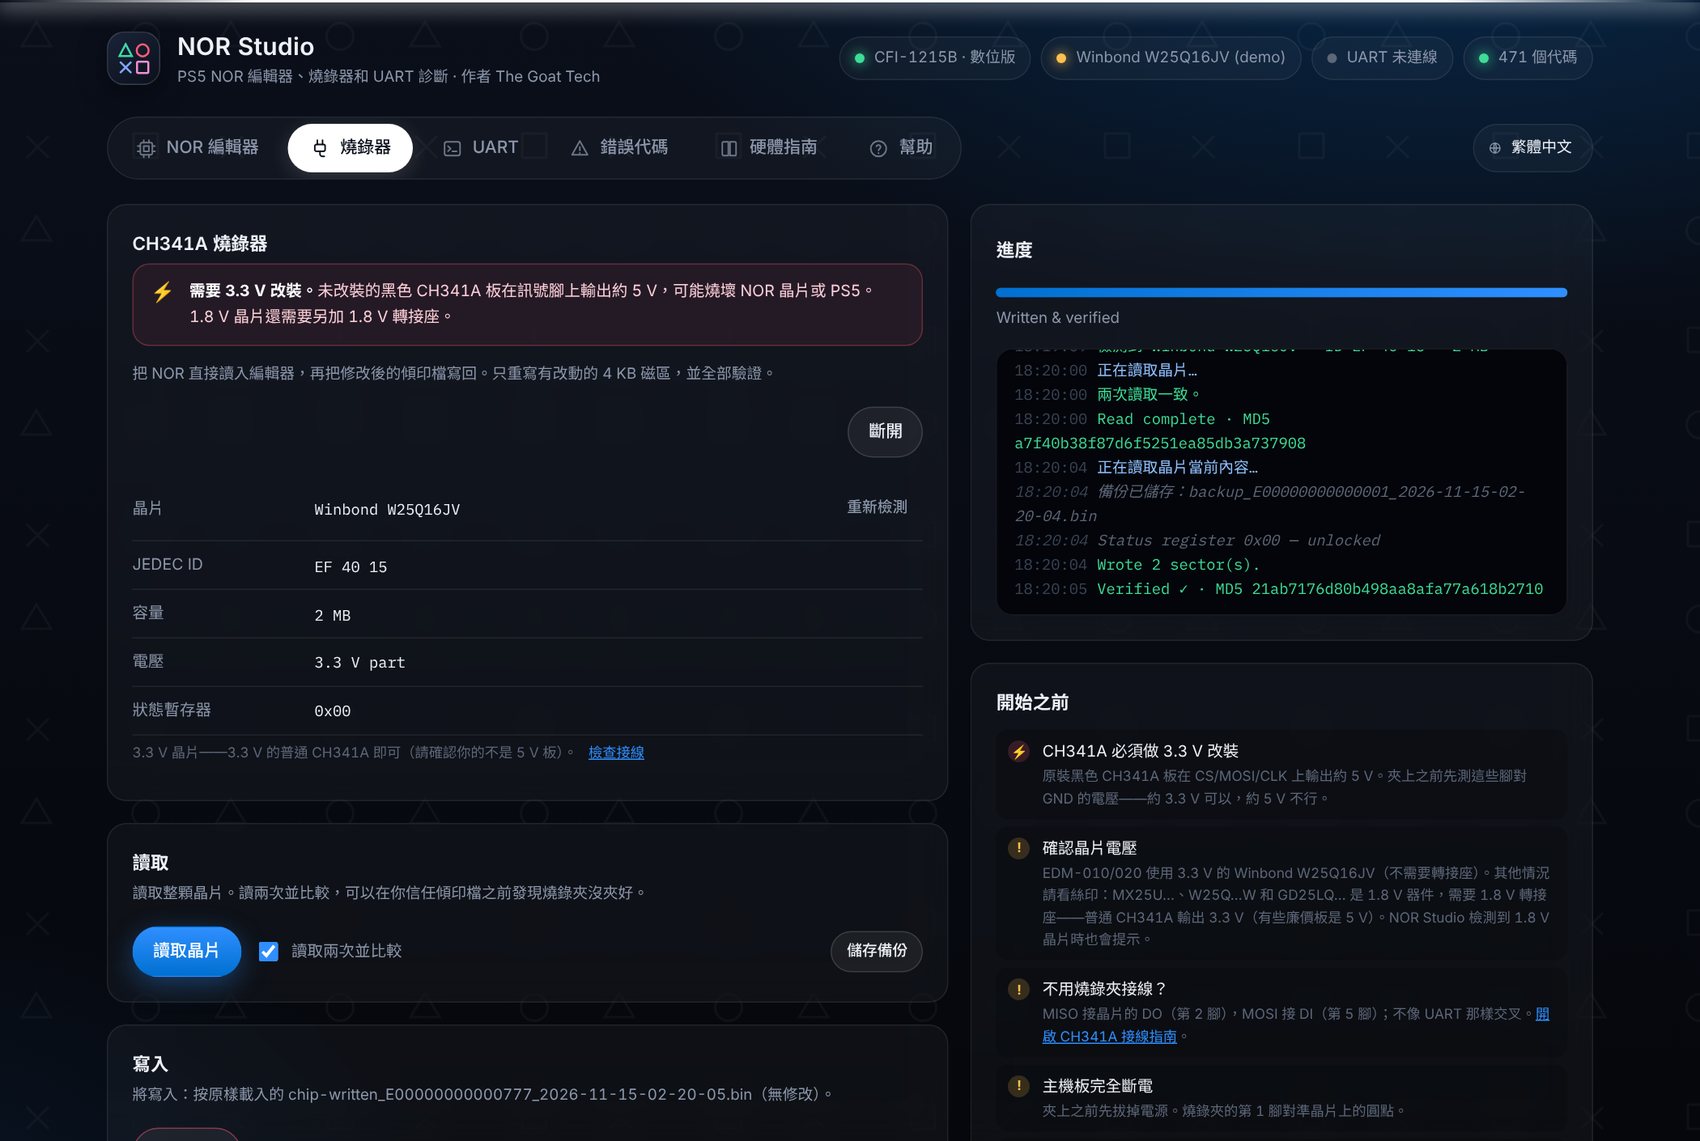 NOR Studio
PS5 NOR 編輯器、燒錄器和 UART 診斷 · 作者 The Goat Tech
CFI-1215B · 數位版
Winbond W25Q16JV (demo)
UART 未連線
471 個代碼
NOR 編輯器
燒錄器
UART
錯誤代碼
硬體指南
幫助
繁體中文
CH341A 燒錄器
需要 3.3 V 改裝。未改裝的黑色 CH341A 板在訊號腳上輸出約 5 V，可能燒壞 NOR 晶片或 PS5。
1.8 V 晶片還需要另加 1.8 V 轉接座。
把 NOR 直接讀入編輯器，再把修改後的傾印檔寫回。只重寫有改動的 4 KB 磁區，並全部驗證。
斷開
晶片 Winbond W25Q16JV 重新檢測
JEDEC ID EF 40 15
容量 2 MB
電壓 3.3 V part
狀態暫存器 0x00
3.3 V 晶片——3.3 V 的普通 CH341A 即可（請確認你的不是 5 V 板）。 檢查接線
讀取
讀取整顆晶片。讀兩次並比較，可以在你信任傾印檔之前發現燒錄夾沒夾好。
讀取晶片
讀取兩次並比較
儲存備份
寫入
將寫入：按原樣載入的 chip-written_E00000000000777_2026-11-15-02-20-05.bin（無修改）。
進度
Written & verified
18:20:00 正在讀取晶片…
18:20:00 兩次讀取一致。
18:20:00 Read complete · MD5
a7f40b38f87d6f5251ea85db3a737908
18:20:04 正在讀取晶片當前內容…
18:20:04 備份已儲存：backup_E00000000000001_2026-11-15-02-
20-04.bin
18:20:04 Status register 0x00 — unlocked
18:20:04 Wrote 2 sector(s).
18:20:05 Verified ✓ · MD5 21ab7176d80b498aa8afa77a618b2710
開始之前
CH341A 必須做 3.3 V 改裝
原裝黑色 CH341A 板在 CS/MOSI/CLK 上輸出約 5 V。夾上之前先測這些腳對
GND 的電壓——約 3.3 V 可以，約 5 V 不行。
確認晶片電壓
EDM-010/020 使用 3.3 V 的 Winbond W25Q16JV（不需要轉接座）。其他情況
請看絲印：MX25U…、W25Q…W 和 GD25LQ… 是 1.8 V 器件，需要 1.8 V 轉接
座——普通 CH341A 輸出 3.3 V（有些廉價板是 5 V）。NOR Studio 檢測到 1.8 V
晶片時也會提示。
不用燒錄夾接線？
MISO 接晶片的 DO（第 2 腳），MOSI 接 DI（第 5 腳）；不像 UART 那樣交叉。開
啟 CH341A 接線指南。
主機板完全斷電
夾上之前先拔掉電源。燒錄夾的第 1 腳對準晶片上的圓點。